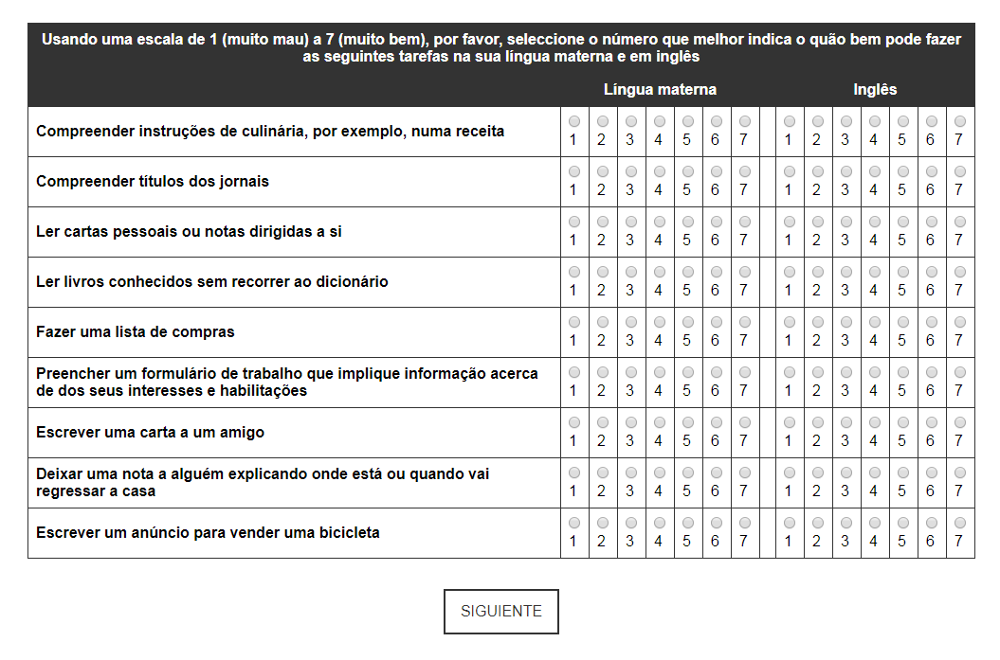 Usando uma escala de 1 (muito mau) a 7 (muito bem), por favor, seleccione o número que melhor indica o quão bem pode fazer
as seguintes tarefas na sua língua materna e em inglês
Língua materna Inglês
Compreender instruções de culinária, por exemplo, numa receita
1 2 3 4 5 6 7 1 2 3 4 5 6 7
Compreender títulos dos jornais
1 2 3 4 5 6 7 1 2 3 4 5 6 7
Ler cartas pessoais ou notas dirigidas a si
1 2 3 4 5 6 7 1 2 3 4 5 6 7
Ler livros conhecidos sem recorrer ao dicionário
1 2 3 4 5 6 7 1 2 3 4 5 6 7
Fazer uma lista de compras
1 2 3 4 5 6 7 1 2 3 4 5 6 7
Preencher um formulário de trabalho que implique informação acerca
de dos seus interesses e habilitações
1 2 3 4 5 6 7 1 2 3 4 5 6 7
Escrever uma carta a um amigo
1 2 3 4 5 6 7 1 2 3 4 5 6 7
Deixar uma nota a alguém explicando onde está ou quando vai
regressar a casa
1 2 3 4 5 6 7 1 2 3 4 5 6 7
Escrever um anúncio para vender uma bicicleta
1 2 3 4 5 6 7 1 2 3 4 5 6 7
SIGUIENTE